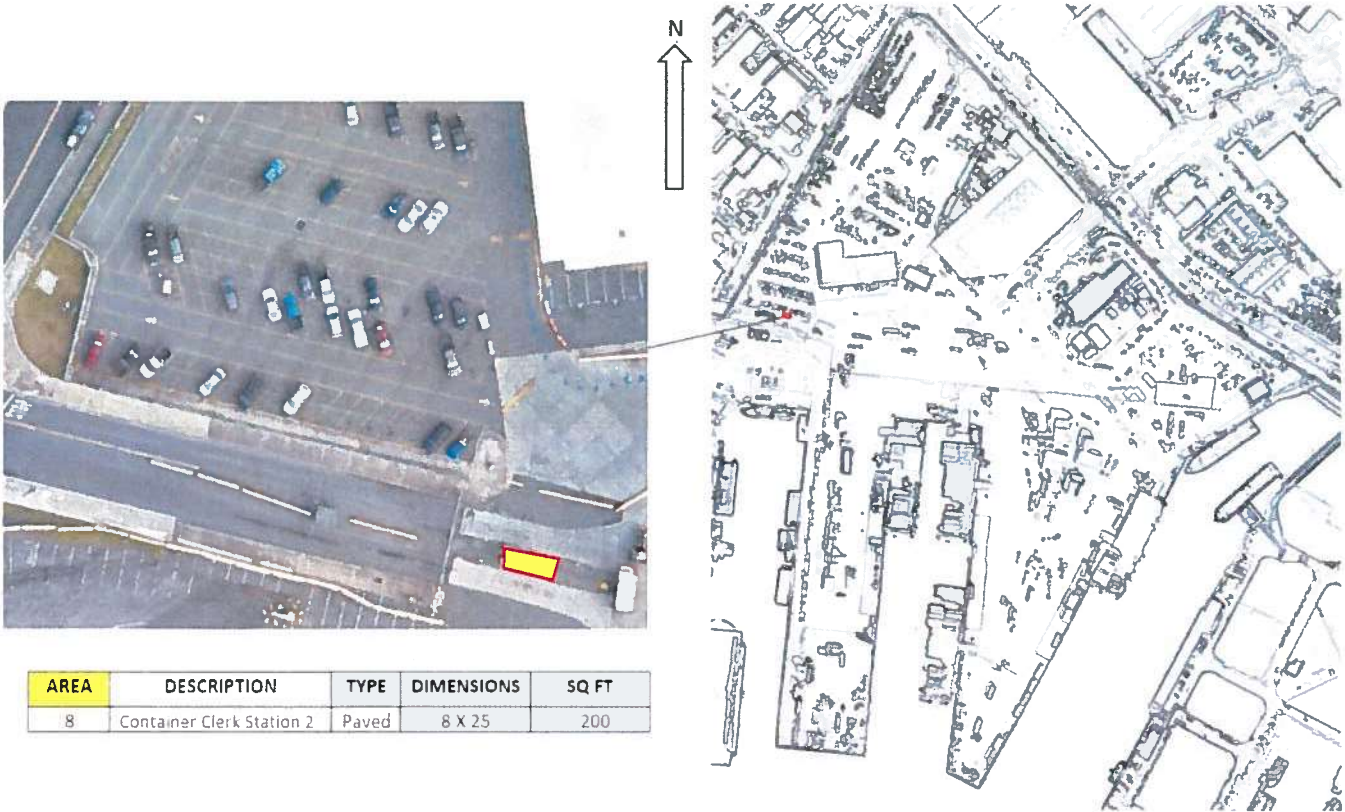 N
AREA DESCRIPTION TYPE DIMENSIONS SQ FT
8 Container Clerk Station 2 Paved 8 X 25 200